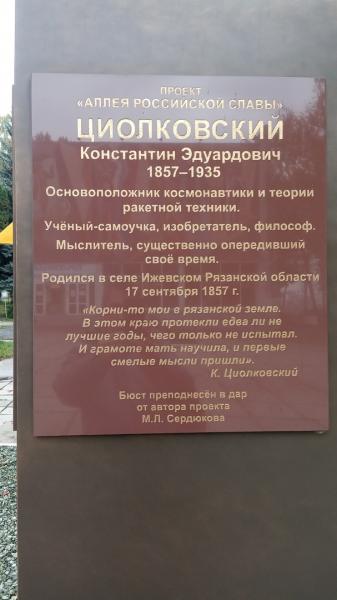 ПРОЕКТ
«АЛЛЕЯ РОССИЙСКОЙ СЛАВЫ»
ЦИОЛКОВСКИЙ
Константин Эдуардович
1857–1935
Основоположник космонавтики и теории
ракетной техники.
Учёный-самоучка, изобретатель, философ.
Мыслитель, существенно опередивший
своё время.
Родился в селе Ижевском Рязанской области
17 сентября 1857 г.
«Корни-то мои в рязанской земле.
В этом краю протекли едва ли не
лучшие годы, чего только не испытал.
И грамоте мать научила, и первые
смелые мысли пришли».
К. Циолковский
Бюст преподнесён в дар
от автора проекта
М.Л. Сердюкова